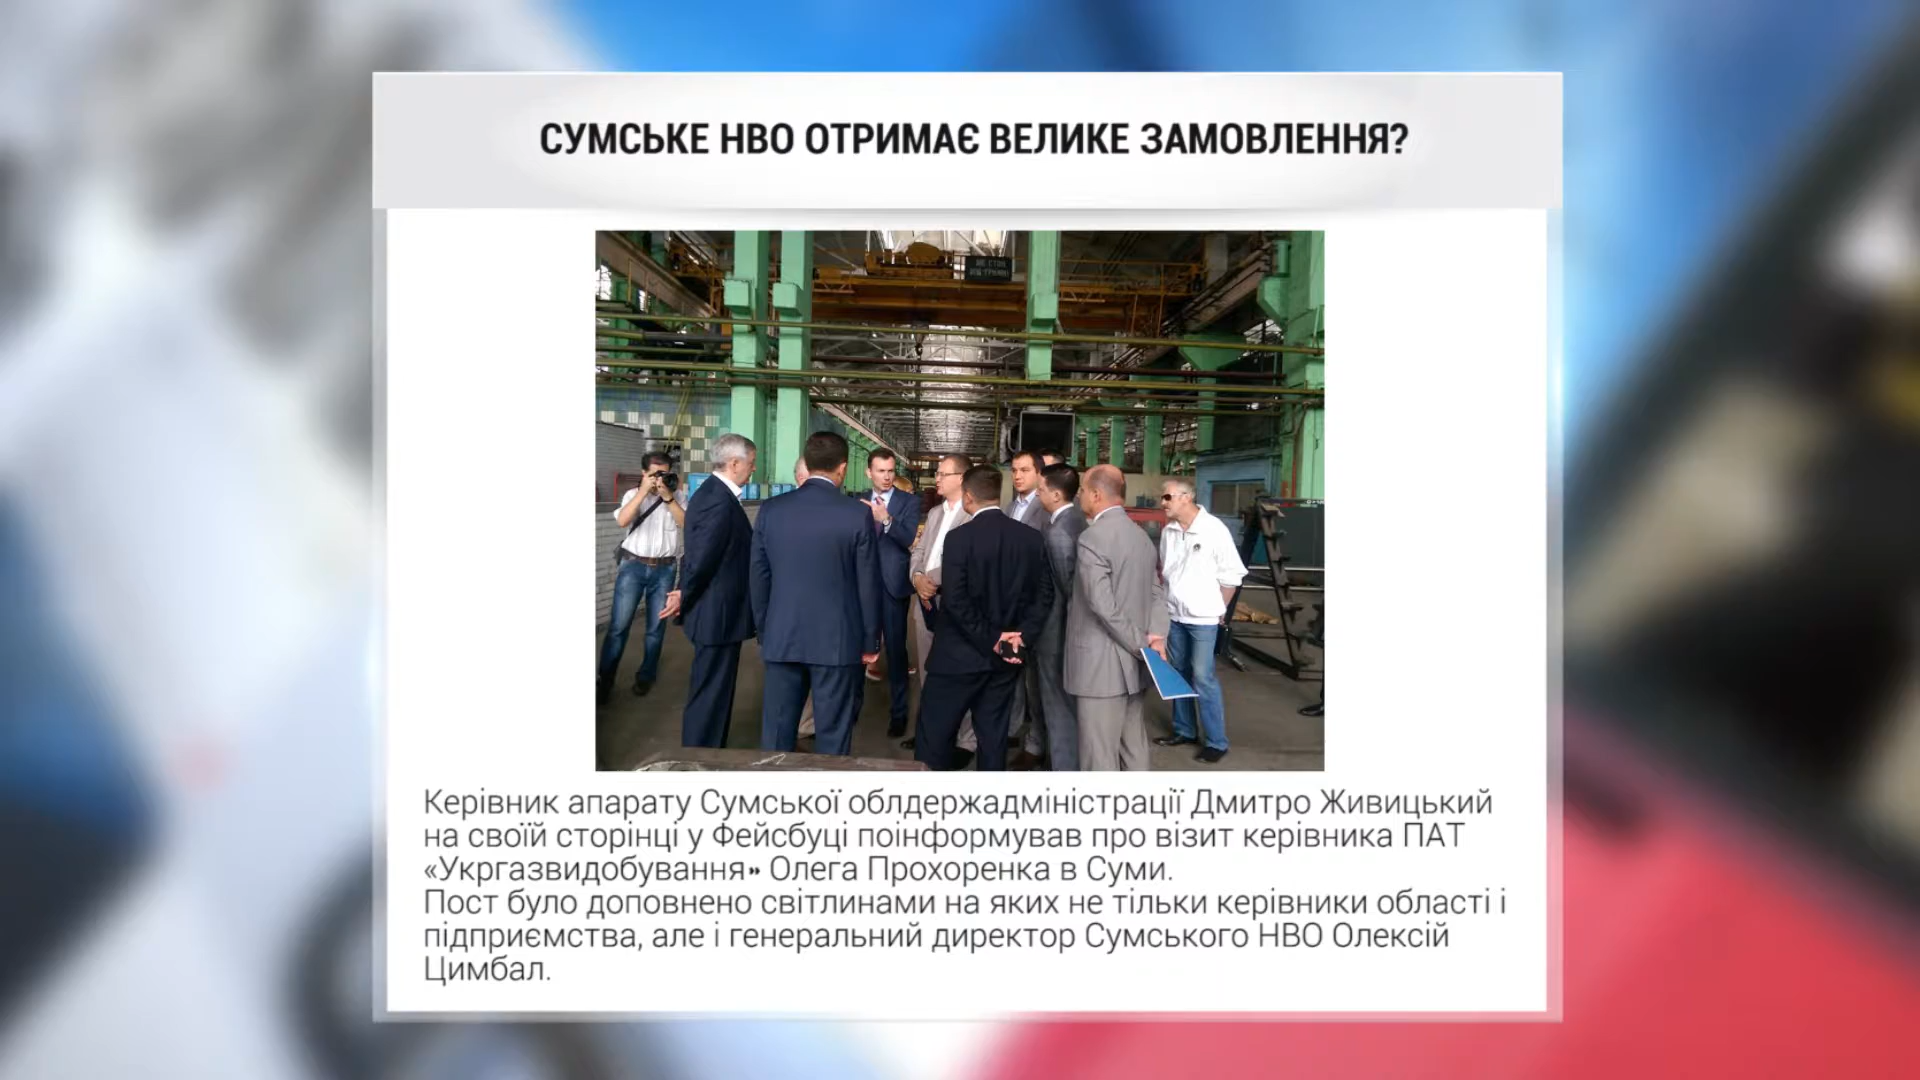 СУМСЬКЕ НВО ОТРИМАЄ ВЕЛИКЕ ЗАМОВЛЕННЯ?
Керівник апарату Сумської облдержадміністрації Дмитро Живицький
на своїй сторінці у Фейсбуці поінформував про візит керівника ПАТ
«Укргазвидобування» Олега Прохоренка в Суми.
Пост було доповнено світлинами на яких не тільки керівники області і
підприємства, але і генеральний директор Сумського НВО Олексій
Цимбал.